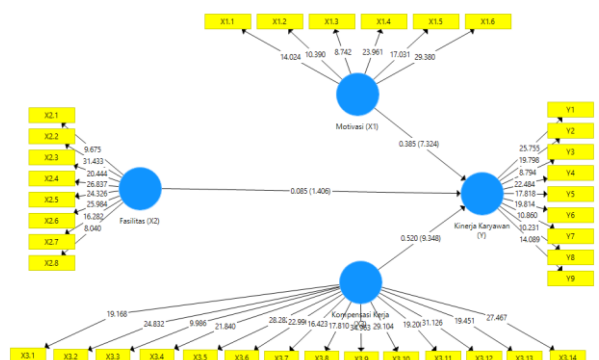 X1.1
X1.2
X1.3
X1.4
X1.5
X1.6
14.024
10.390
8.742
23.961
17.031
29.380
Motivasi (X1)
X2.1
X2.2
X2.3
X2.4
X2.5
X2.6
X2.7
X2.8
9.675
31.433
20.444
26.837
24.326
25.984
16.282
8.040
Fasilitas (X2)
0.385 (7.324)
0.085 (1.406)
0.520 (9.348)
Y1
Y2
Y3
Y4
Y5
Y6
Y7
Y8
Y9
25.755
19.798
8.794
22.484
17.818
19.814
10.860
10.231
14.089
Kinerja Karyawan
(Y)
Kompensasi Kerja
19.168
24.832
9.986
21.840
16.423
17.810
29.104
31.126
19.451
27.467
X3.1
X3.2
X3.3
X3.4
X3.5
X3.6
X3.7
X3.8
X3.9
X3.10
X3.11
X3.12
X3.13
X3.14